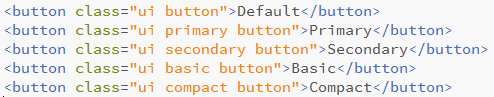 <button class="ui button">Default</button>
<button class="ui primary button">Primary</button>
<button class="ui secondary button">Secondary</button>
<button class="ui basic button">Basic</button>
<button class="ui compact button">Compact</button>